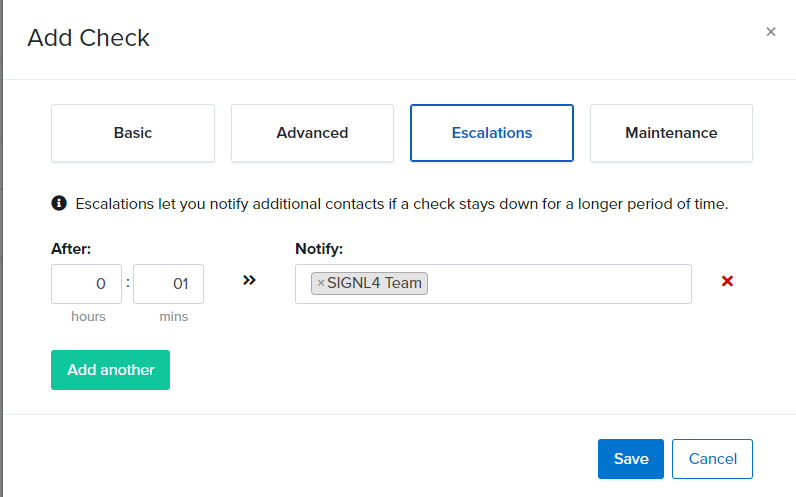 Add Check
×
Basic
Advanced
Escalations
Maintenance
Escalations let you notify additional contacts if a check stays down for a longer period of time.
After:
Notify:
0 : 01
» × SIGNL4 Team
hours
mins
Add another
Save
Cancel